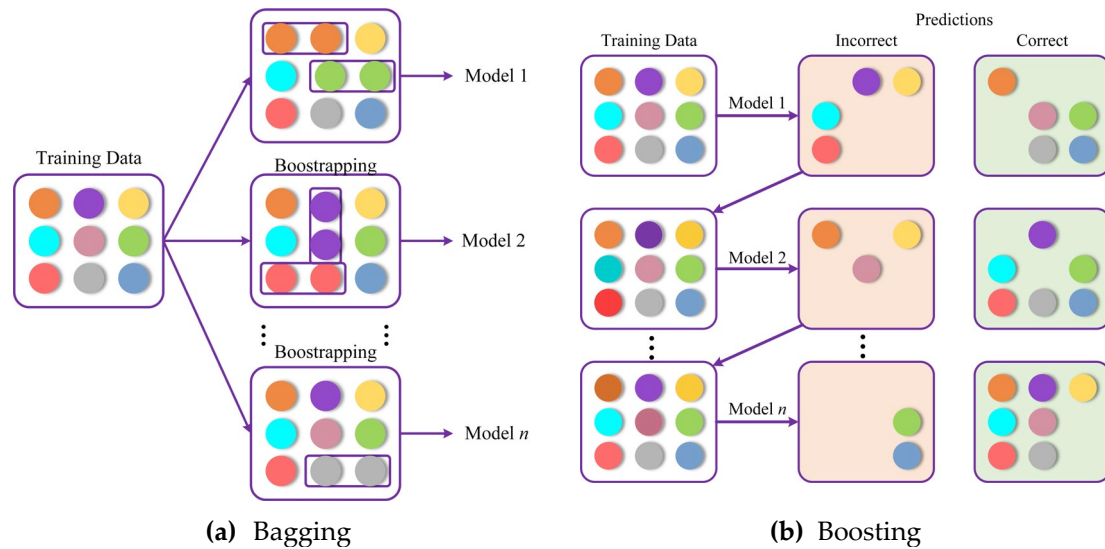 Training Data
Model 1
Boostrapping
Model 2
Boostrapping
Model n
(a) Bagging
Predictions
Training Data
Incorrect
Correct
Model 1
Model 2
Model n
(b) Boosting